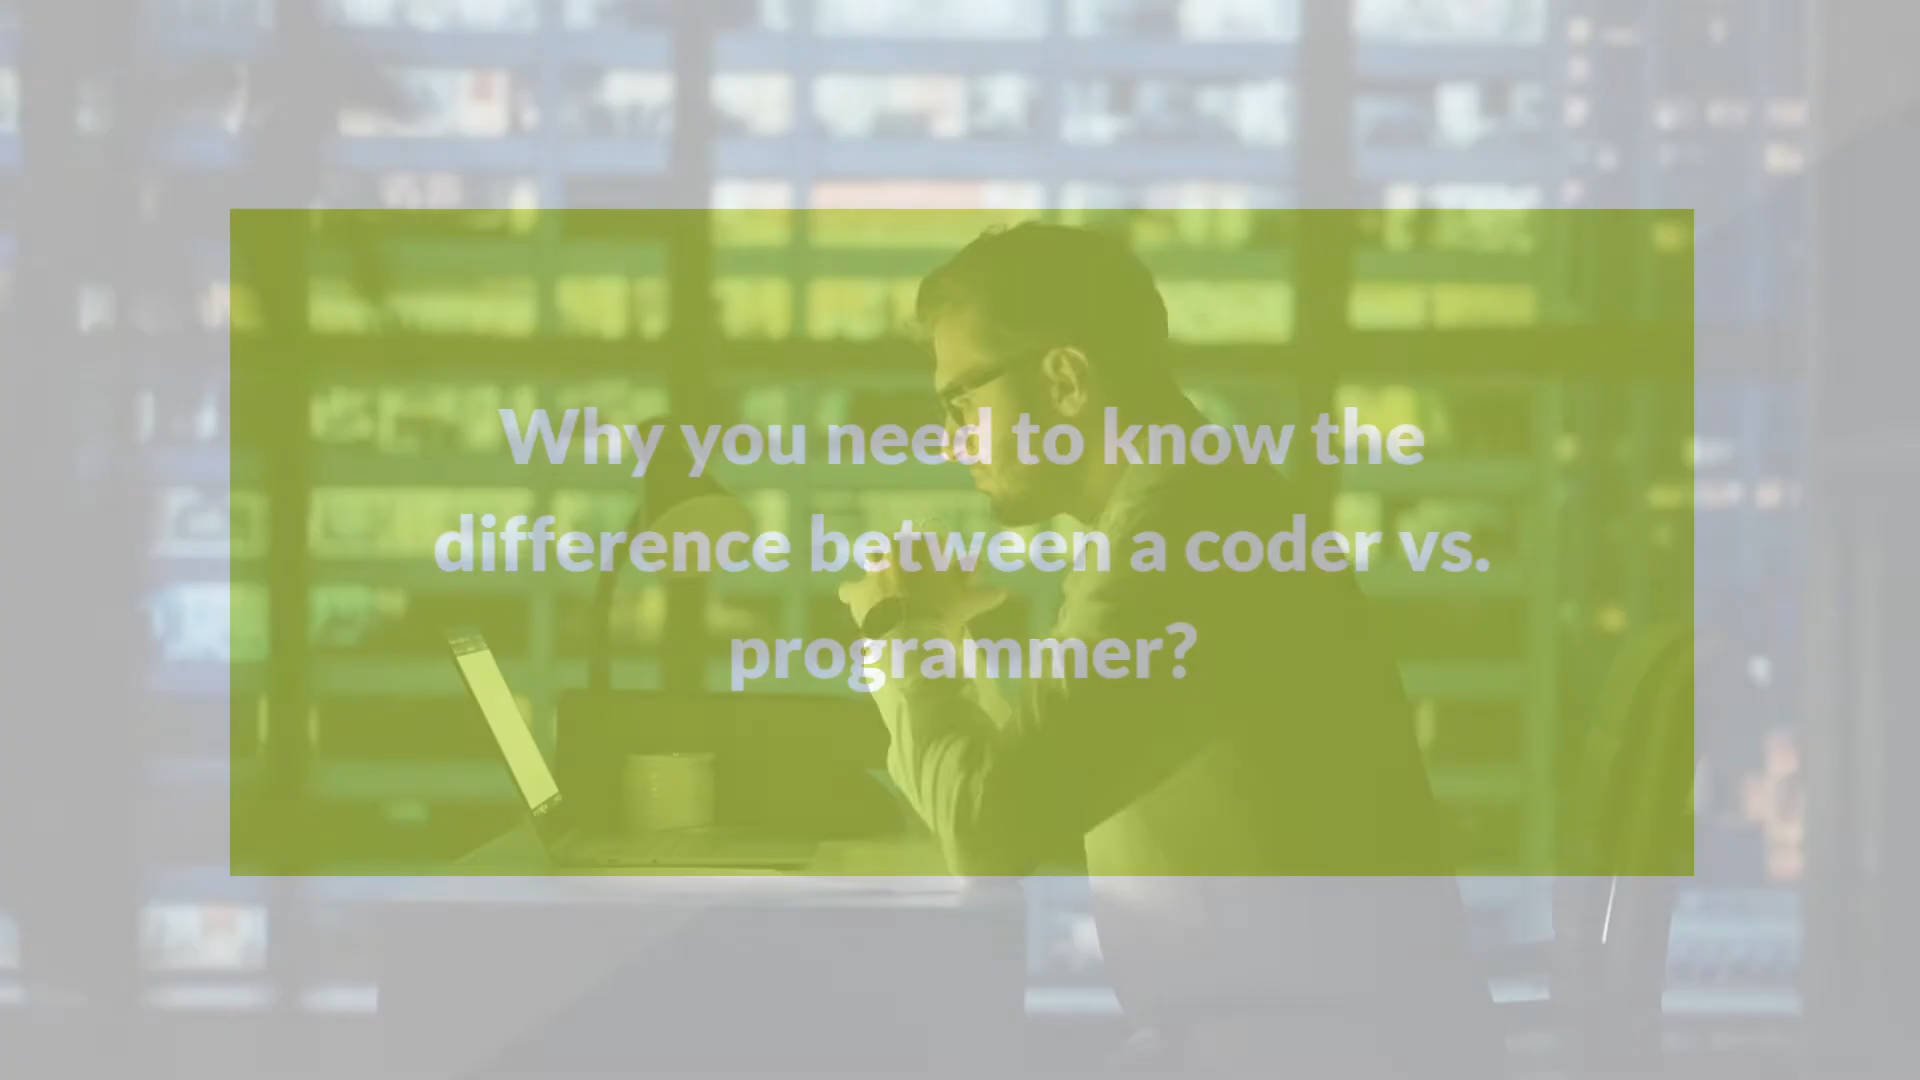 Why you need to know the
difference between a coder vs.
programmer?